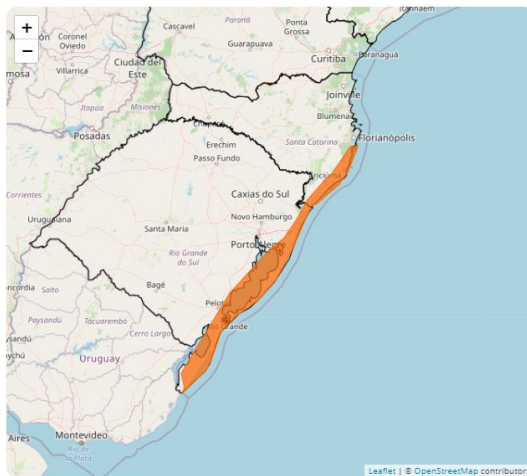 +
−
Cascavel
Paraná
Ponta
Grossa
Itanhaém
Coronel
Oviedo
Guarapuava
Villarrica
Ciudad del
Este
Curitiba
Paranaguá
Joinville
Itapúa
Misiones
Blumenau
Posadas
Santa Catarina
Florianópolis
Erechim
Passo Fundo
Criciúma
Corrientes
Caxias do Sul
Novo Hamburgo
Uruguaiana
Santa Maria
Porto Alegre
Rio Grande
do Sul
Concordia
Salto
Bagé
Pelotas
Rio Grande
Paysandú
Tacuarembó
Cerro Largo
Paysandú
Uruguay
Aires
Montevideo
Río de
la Plata
Leaflet | © OpenStreetMap contributor